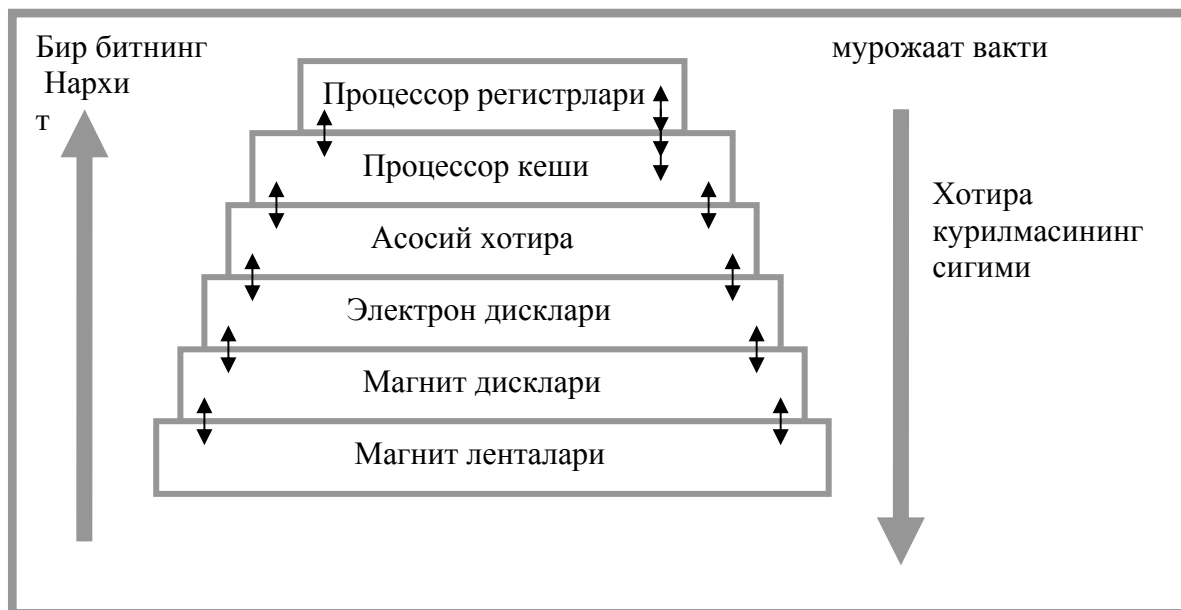 Бир битнинг
Нархи
т
мурожаат вакти
Процессор регистрлари
Процессор кеши
Асосий хотира
Электрон дисклари
Магнит дисклари
Магнит ленталари
Хотира
курилмасининг
сигими